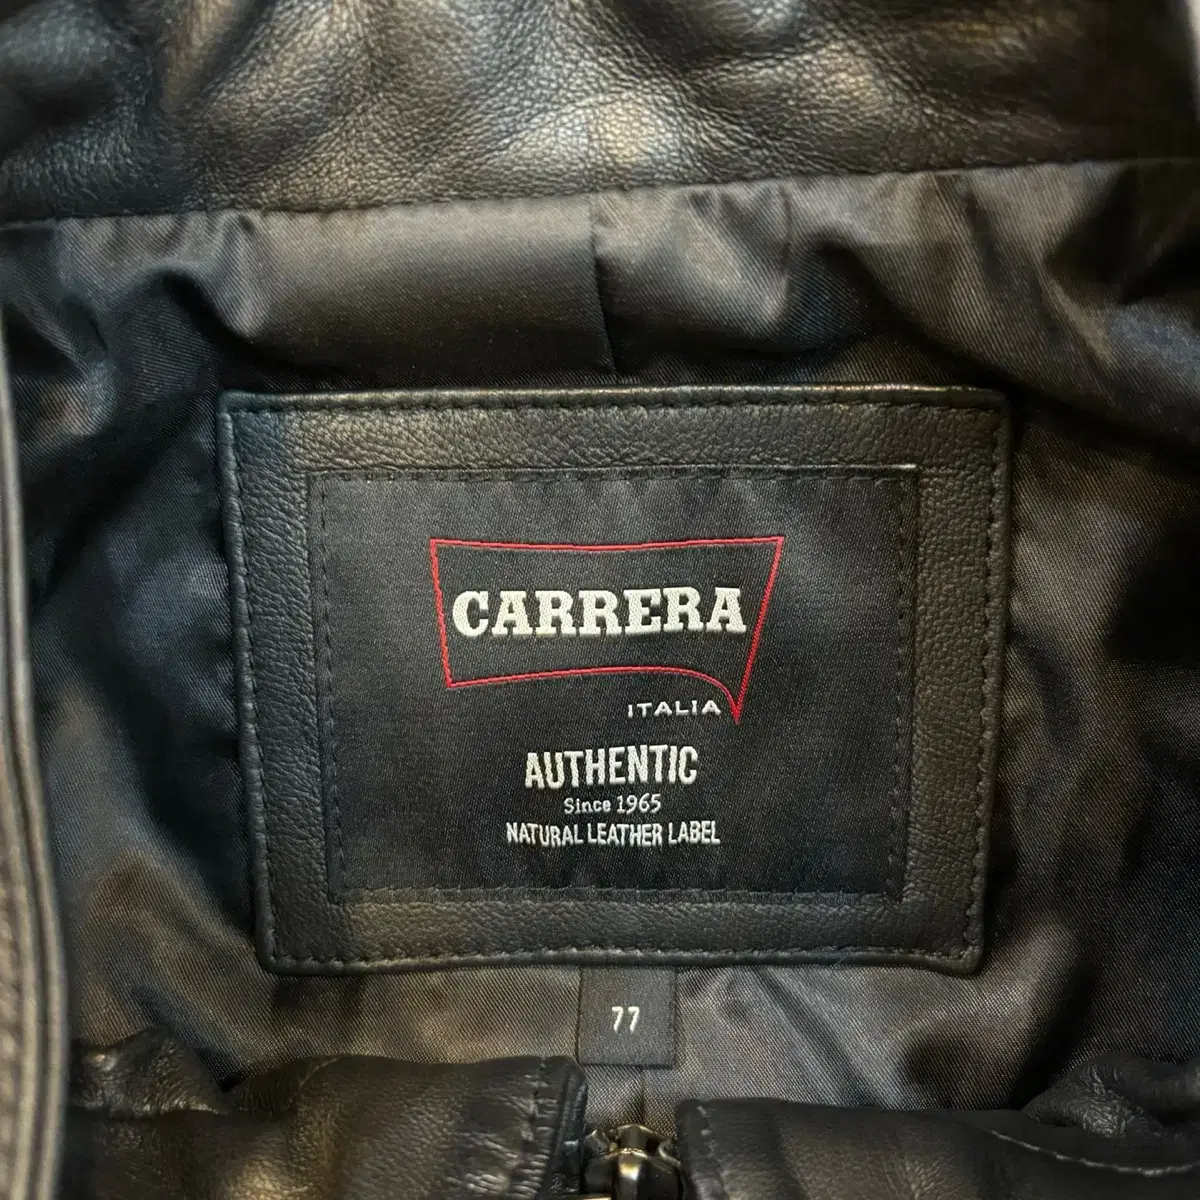 CARRERA
ITALIA
AUTHENTIC
Since 1965
NATURAL LEATHER LABEL
77